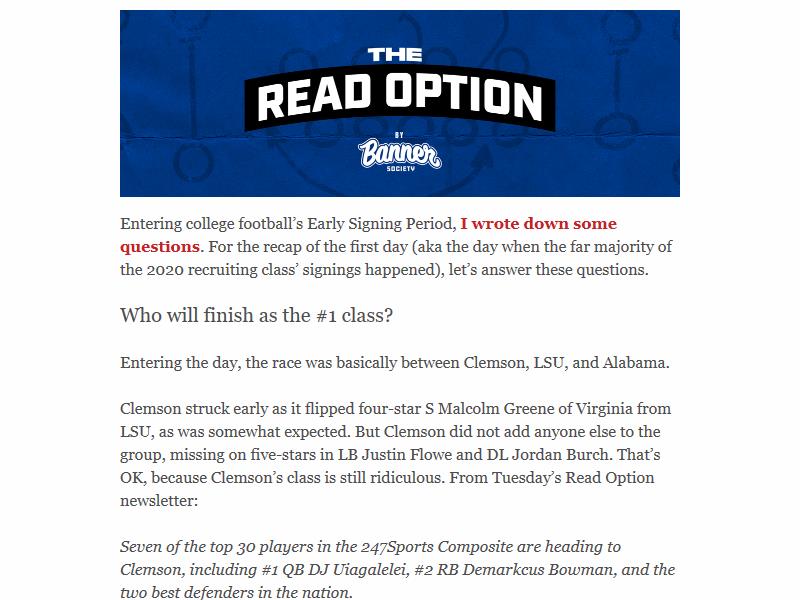 THE
READ OPTION
BY
Banner
SOCIETY
Entering college football’s Early Signing Period, I wrote down some
questions. For the recap of the first day (aka the day when the far majority of
the 2020 recruiting class’ signings happened), let’s answer these questions.
Who will finish as the #1 class?
Entering the day, the race was basically between Clemson, LSU, and Alabama.
Clemson struck early as it flipped four-star S Malcolm Greene of Virginia from
LSU, as was somewhat expected. But Clemson did not add anyone else to the
group, missing on five-stars in LB Justin Flowe and DL Jordan Burch. That’s
OK, because Clemson’s class is still ridiculous. From Tuesday’s Read Option
newsletter:
Seven of the top 30 players in the 247Sports Composite are heading to
Clemson, including #1 QB DJ Uiagalelei, #2 RB Demarkcus Bowman, and the
two best defenders in the nation.